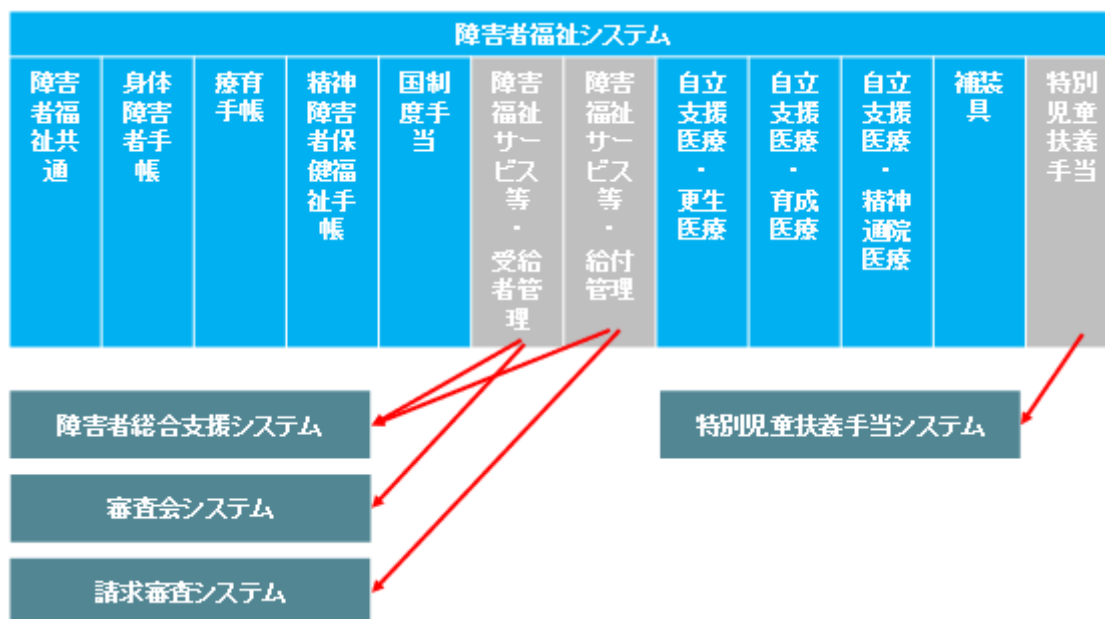 障害者福祉システム
障害
者福
祉共
通
身体
障害
者手
帳
療育
手帳
精神
障害
者保
健福
祉手
帳
国制
度手
当
障害
福祉
サー
ビス
等
・
受給
者管
理
障害
福祉
サー
ビス
等
・
給付
管理
自立
支援
医療
・
更生
医療
自立
支援
医療
・
育成
医療
自立
支援
医療
・
精神
通院
医療
補装
具
特別
児童
扶養
手当
障害者総合支援システム
特別児童扶養手当システム
審査会システム
請求審査システム